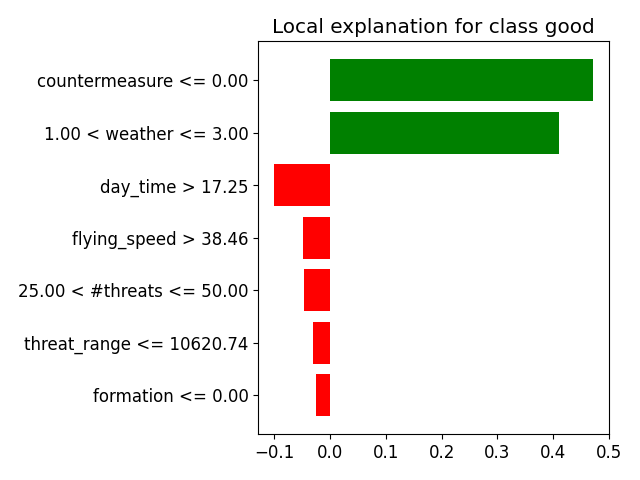 Local explanation for class good
countermeasure <= 0.00
1.00 < weather <= 3.00
day_time > 17.25
flying_speed > 38.46
25.00 < #threats <= 50.00
threat_range <= 10620.74
formation <= 0.00
−0.1 0.0 0.1 0.2 0.3 0.4 0.5